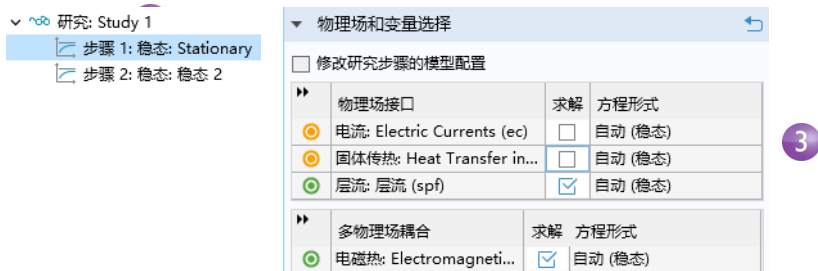 研究: Study 1
步骤 1: 稳态: Stationary
步骤 2: 稳态: 稳态 2
物理场和变量选择
修改研究步骤的模型配置
物理场接口 求解 方程形式
电流: Electric Currents (ec) 自动 (稳态)
固体传热: Heat Transfer in... 自动 (稳态)
层流: 层流 (spf) 自动 (稳态)
多物理场耦合 求解 方程形式
电磁热: Electromagneti... 自动 (稳态)
3